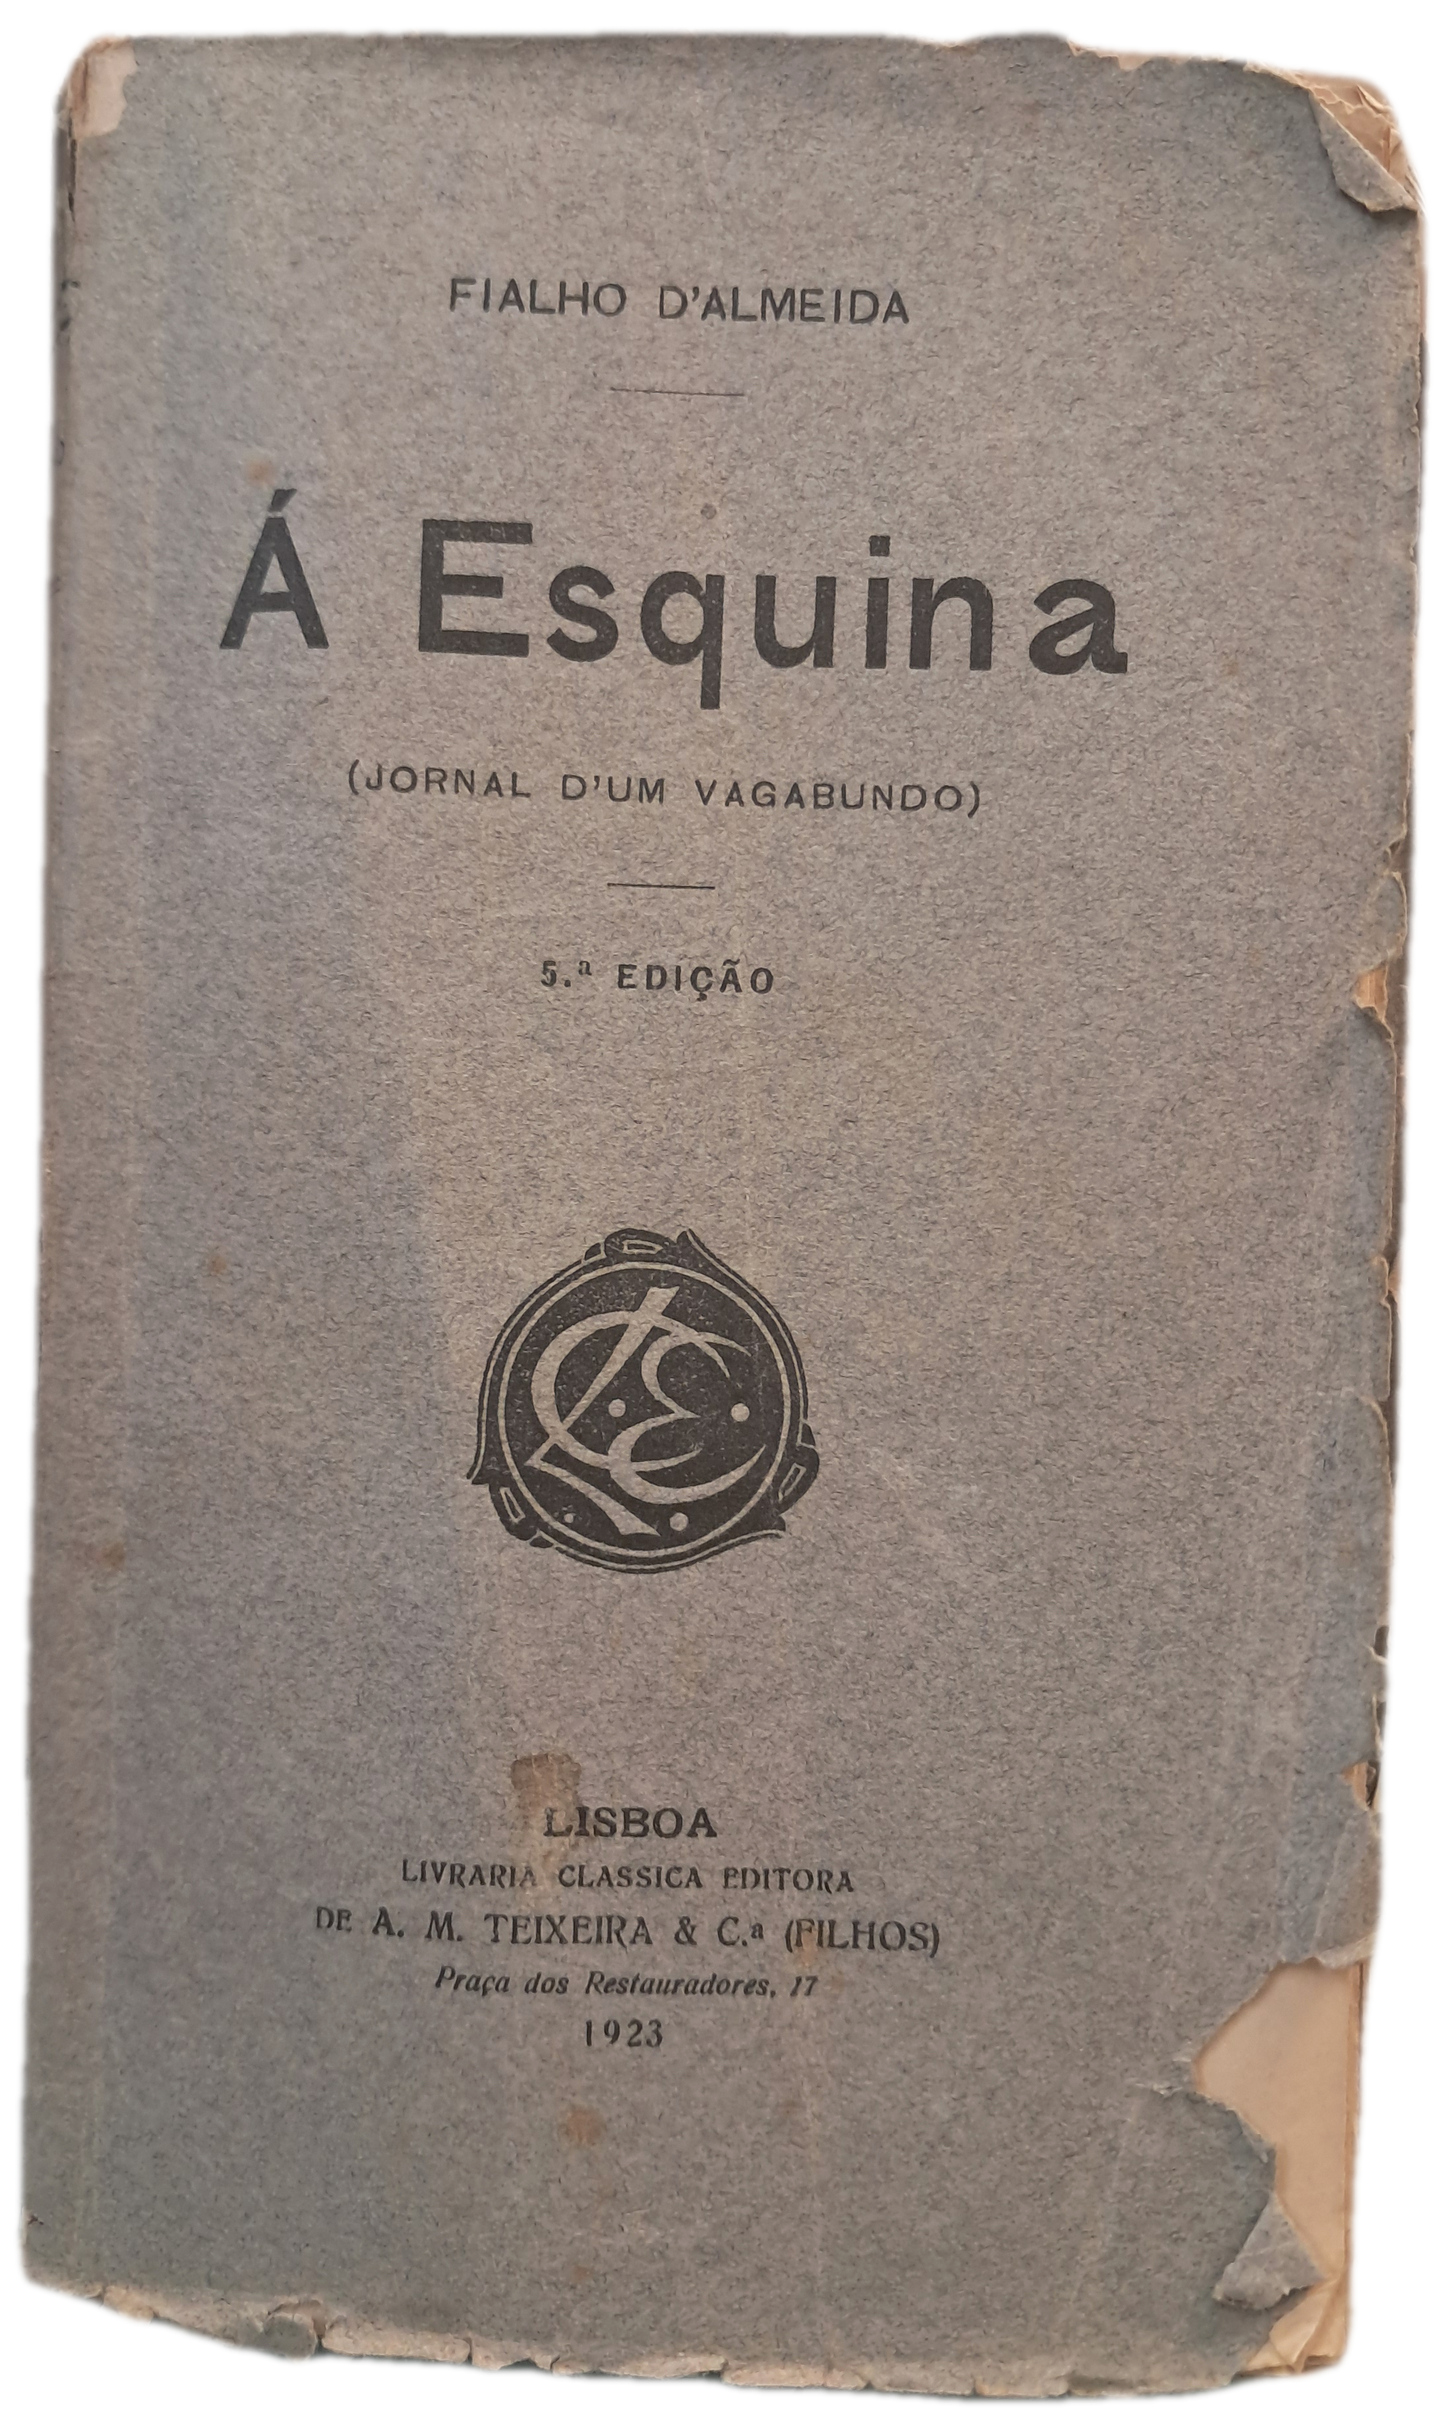 FIALHO D'ALMEIDA
Á Esquina
(JORNAL D'UM VAGABUNDO)
5.ª EDIÇÃO
LCE
LISBOA
LIVRARIA CLASSICA EDITORA
DE A. M. TEIXEIRA & C.ª (FILHOS)
Praça dos Restauradores, 17
1923